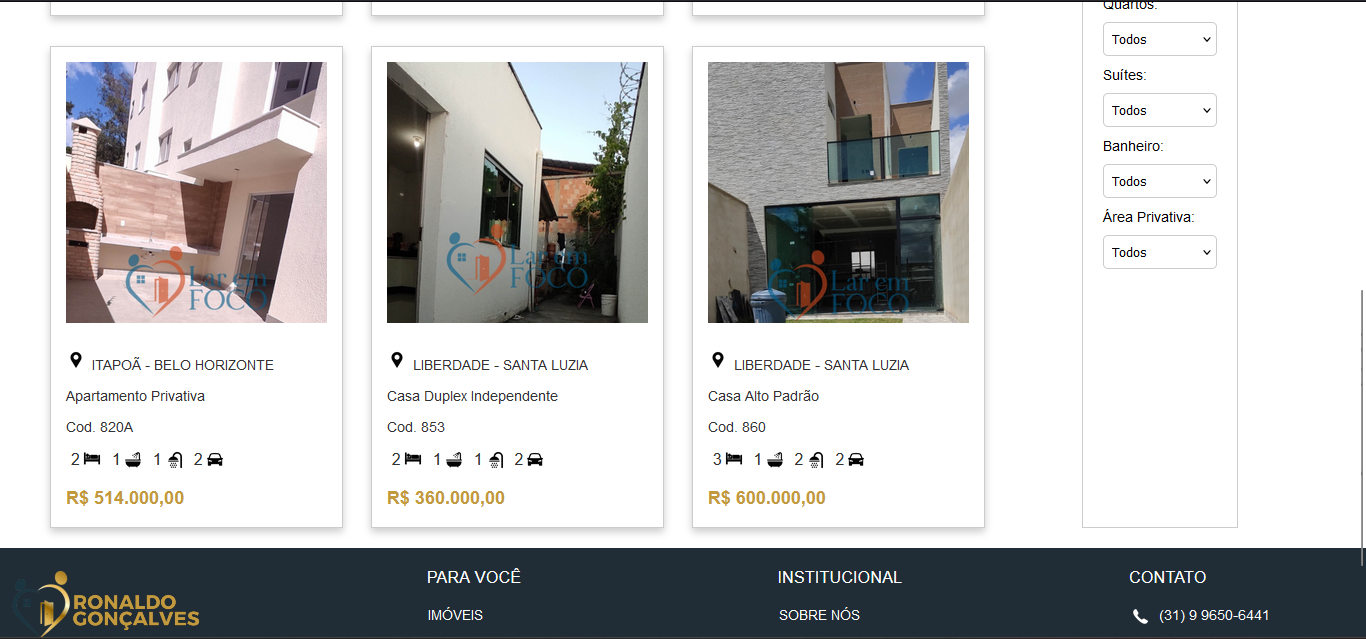 Quartos:
Todos
Suítes:
Todos
Banheiro:
Todos
Área Privativa:
Todos
Lar em
FOCO
ITAPOÃ - BELO HORIZONTE
Apartamento Privativa
Cod. 820A
2 1 1 2
R$ 514.000,00
Lar em
FOCO
LIBERDADE - SANTA LUZIA
Casa Duplex Independente
Cod. 853
2 1 1 2
R$ 360.000,00
Lar em
FOCO
LIBERDADE - SANTA LUZIA
Casa Alto Padrão
Cod. 860
3 1 2 2
R$ 600.000,00
RONALDO
GONÇALVES
PARA VOCÊ
IMÓVEIS
INSTITUCIONAL
SOBRE NÓS
CONTATO
(31) 9 9650-6441